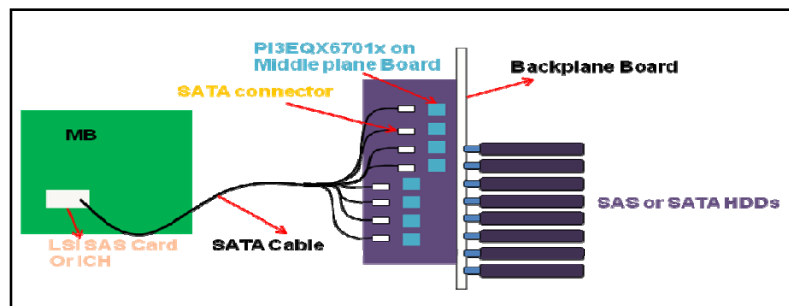 PI3EQX6701x on
Middle plane Board
Backplane Board
SATA connector
MB
SAS or SATA HDDs
LSI SAS Card
Or ICH
SATA Cable